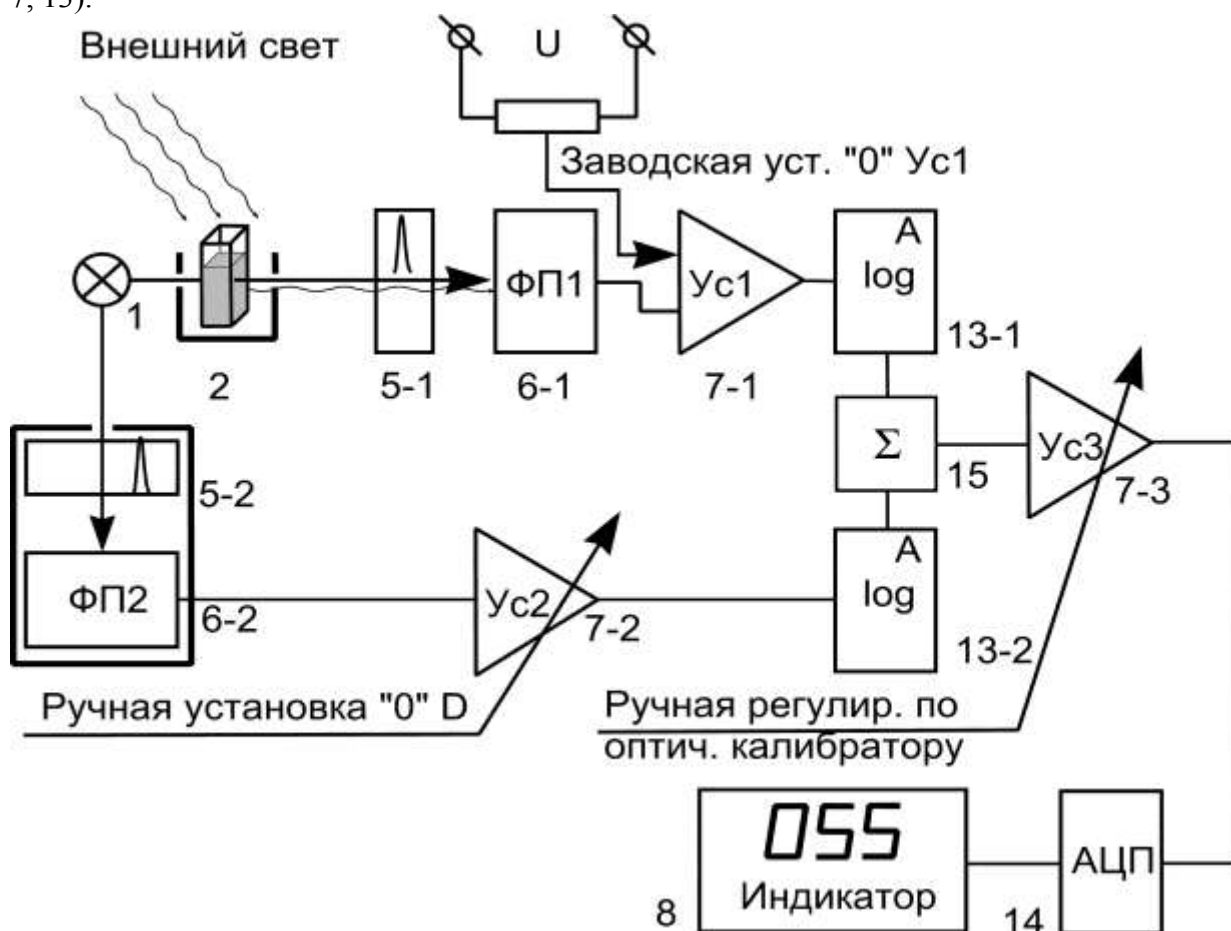 7, 13).
Внешний свет
U
Заводская уст. "0" Ус1
ФП1
Ус1
A
log
1
2
5-1
6-1
7-1
13-1
Σ
15
Ус3
7-3
5-2
ФП2
6-2
Ус2
7-2
A
log
13-2
Ручная установка "0" D
Ручная регулир. по
оптич. калибратору
055
Индикатор
8
АЦП
14